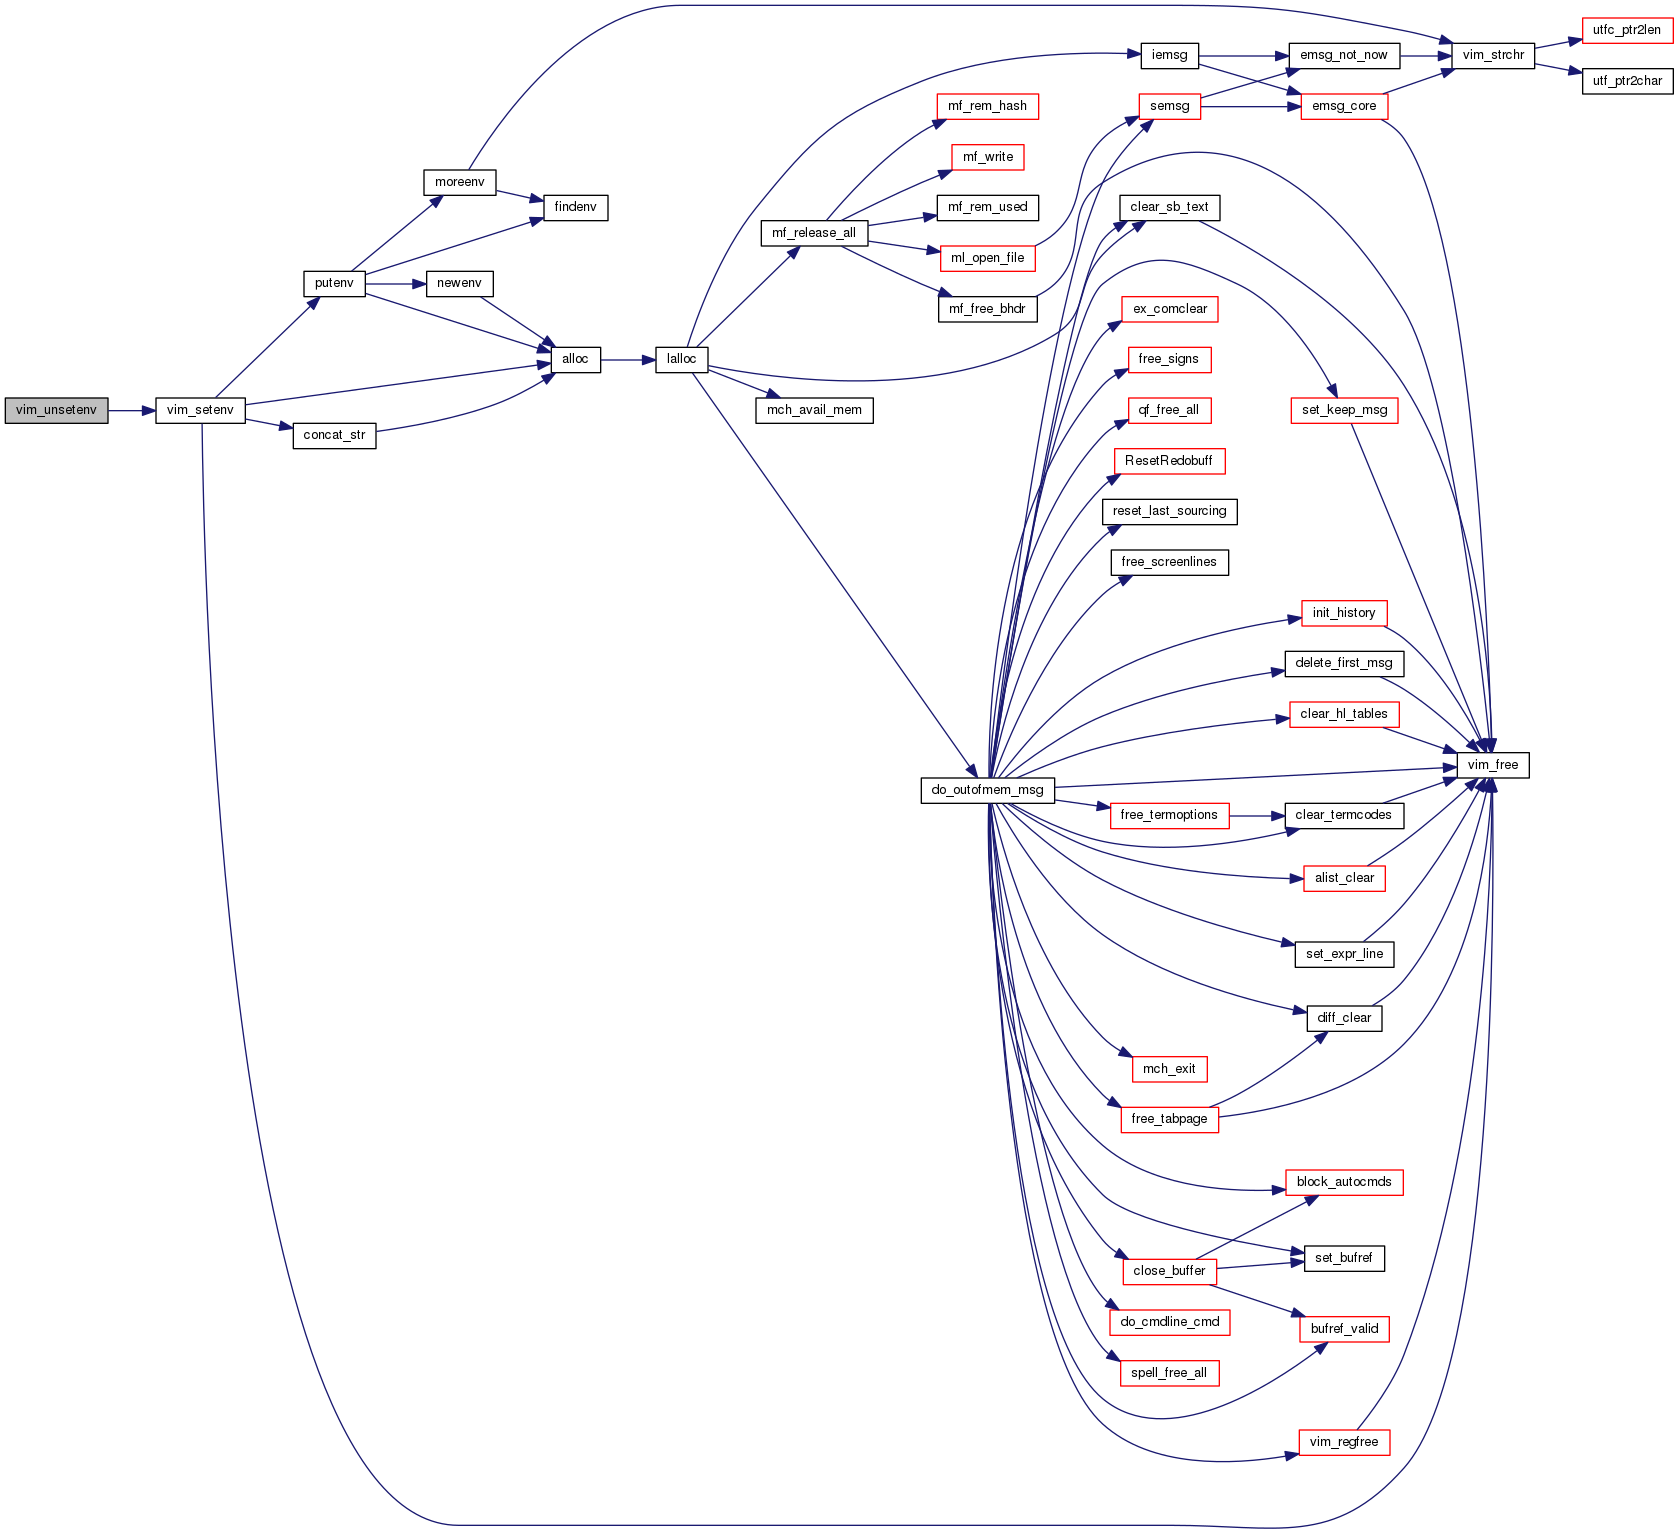 vim_unsetenv
vim_setenv
putenv
concat_str
moreenv
findenv
newenv
alloc
lalloc
mf_release_all
mch_avail_mem
mf_rem_hash
mf_write
mf_rem_used
ml_open_file
mf_free_bhdr
do_outofmem_msg
iemsg
semsg
clear_sb_text
ex_comclear
free_signs
qf_free_all
ResetRedobuff
reset_last_sourcing
free_screenlines
free_termoptions
mch_exit
free_tabpage
close_buffer
do_cmdline_cmd
spell_free_all
emsg_not_now
emsg_core
set_keep_msg
init_history
delete_first_msg
clear_hl_tables
clear_termcodes
alist_clear
set_expr_line
diff_clear
block_autocmds
set_bufref
bufref_valid
vim_regfree
vim_strchr
vim_free
utfc_ptr2len
utf_ptr2char